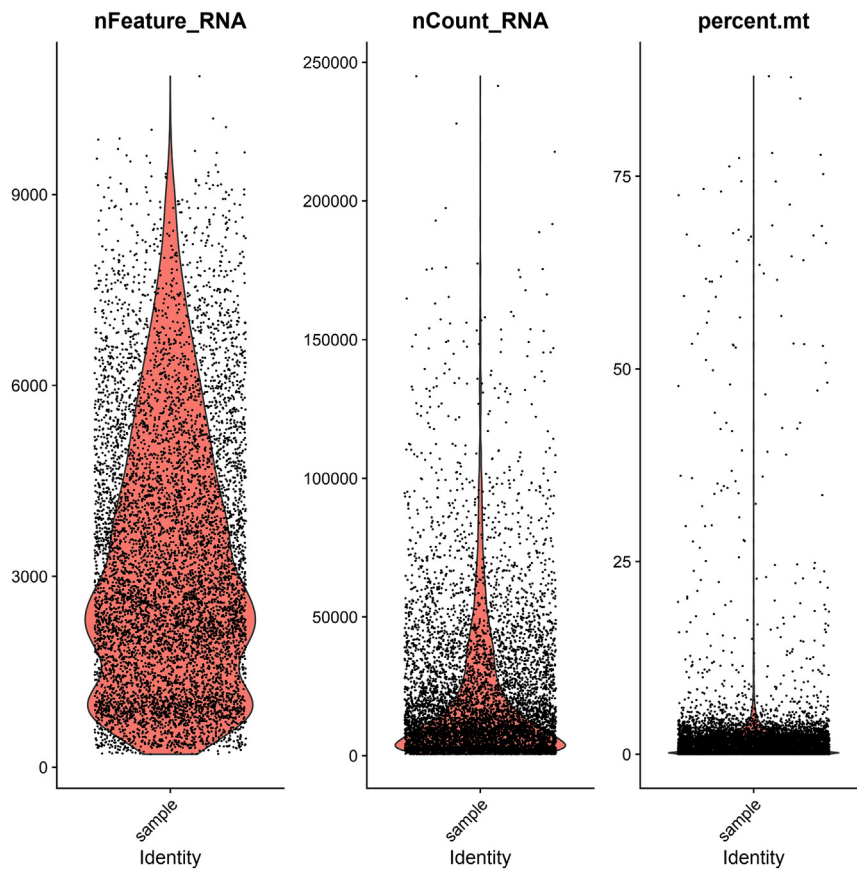 nFeature_RNA
9000
6000
3000
0
sample
Identity
nCount_RNA
250000
200000
150000
100000
50000
0
sample
Identity
percent.mt
75
50
25
0
sample
Identity